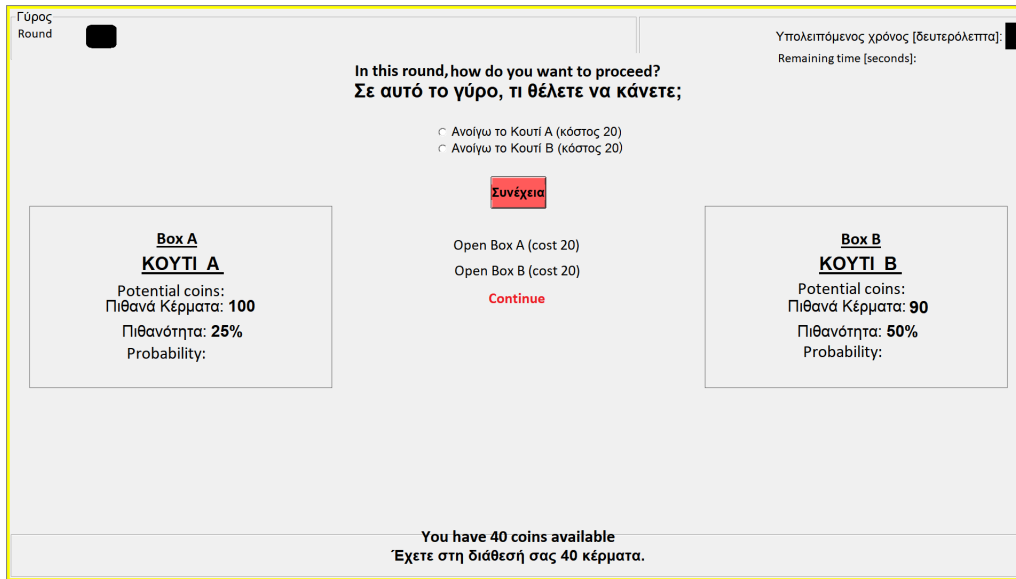 Γύρος
Round
Υπολειπόμενος χρόνος [δευτερόλεπτα]:
Remaining time [seconds]:
In this round, how do you want to proceed?
Σε αυτό το γύρο, τι θέλετε να κάνετε;
Ανοίγω το Κουτί Α (κόστος 20)
Ανοίγω το Κουτί Β (κόστος 20)
Συνέχεια
Open Box A (cost 20)
Open Box B (cost 20)
Continue
Box A
ΚΟΥΤΙ Α
Potential coins:
Πιθανά Κέρματα: 100
Πιθανότητα: 25%
Probability:
Box B
ΚΟΥΤΙ Β
Potential coins:
Πιθανά Κέρματα: 90
Πιθανότητα: 50%
Probability:
You have 40 coins available
Έχετε στη διάθεσή σας 40 κέρματα.